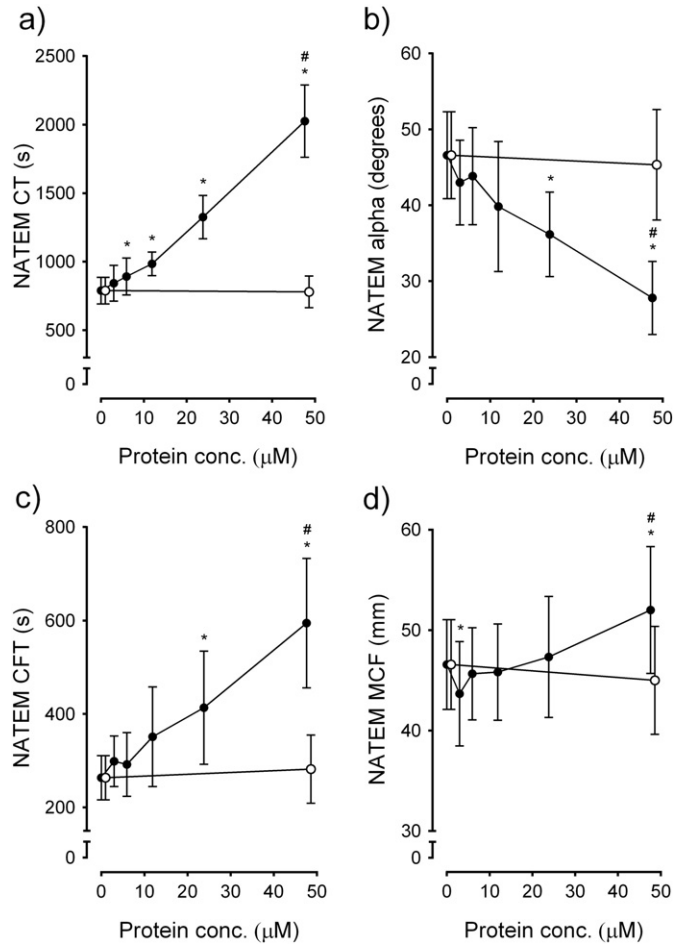 a)
NATEM CT (s)
2500
2000
1500
1000
500
0
#
*
*
*
*
0 10 20 30 40 50
Protein conc. (μM)
b)
NATEM alpha (degrees)
60
50
40
30
20
0
*
#
*
0 10 20 30 40 50
Protein conc. (μM)
c)
NATEM CFT (s)
800
600
400
200
0
#
*
*
0 10 20 30 40 50
Protein conc. (μM)
d)
NATEM MCF (mm)
60
50
40
30
0
#
*
*
0 10 20 30 40 50
Protein conc. (μM)